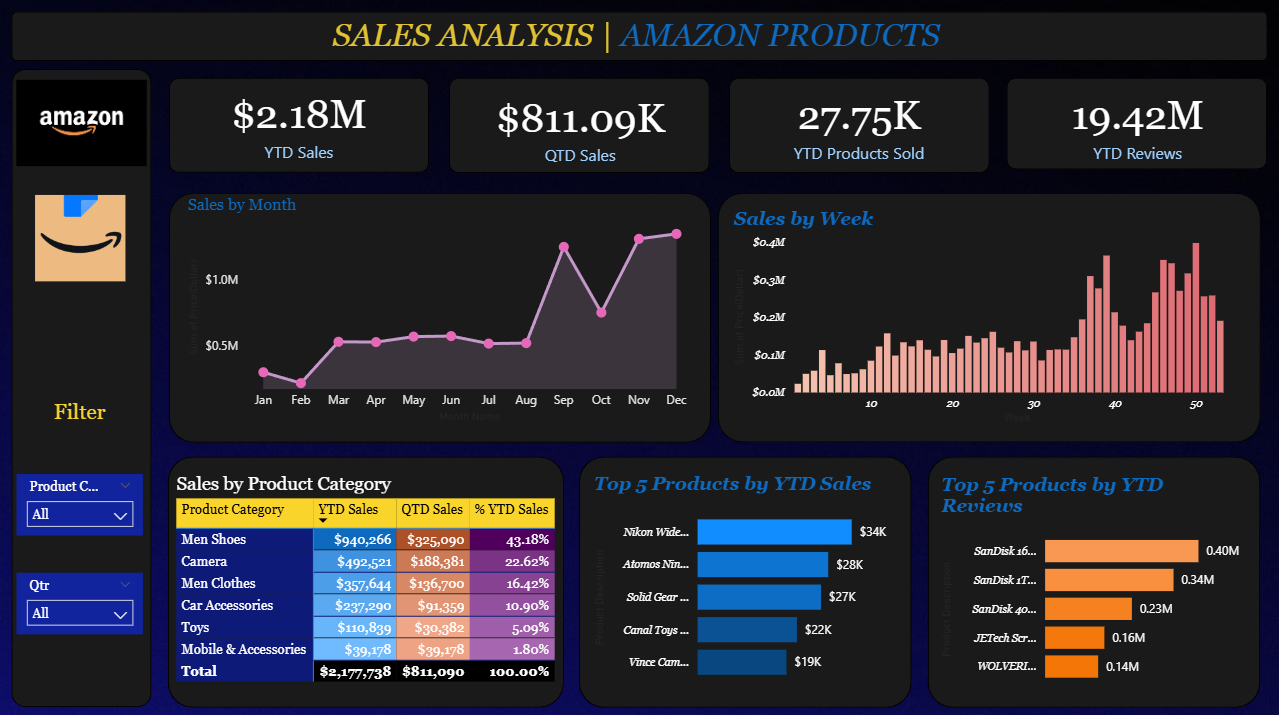 SALES ANALYSIS | AMAZON PRODUCTS
amazon
$2.18M
YTD Sales
$811.09K
QTD Sales
27.75K
YTD Products Sold
19.42M
YTD Reviews
Filter
Product C...
All
Qtr
All
Sales by Month
$1.0M
$0.5M
Jan Feb Mar Apr May Jun Jul Aug Sep Oct Nov Dec
Month Name
Sales by Week
$0.4M
$0.3M
$0.2M
$0.1M
$0.0M
10 20 30 40 50
Week
Sales by Product Category
Product Category YTD Sales QTD Sales % YTD Sales
Men Shoes $940,266 $325,090 43.18%
Camera $492,521 $188,381 22.62%
Men Clothes $357,644 $136,700 16.42%
Car Accessories $237,290 $91,359 10.90%
Toys $110,839 $30,382 5.09%
Mobile & Accessories $39,178 $39,178 1.80%
Total $2,177,738 $811,090 100.00%
Top 5 Products by YTD Sales
Product Description
Nikon Wide... $34K
Atomos Nin... $28K
Solid Gear ... $27K
Canal Toys ... $22K
Vince Cam... $19K
Top 5 Products by YTD
Reviews
Product Description
SanDisk 16... 0.40M
SanDisk 1T... 0.34M
SanDisk 40... 0.23M
JETech Scr... 0.16M
WOLVERI... 0.14M